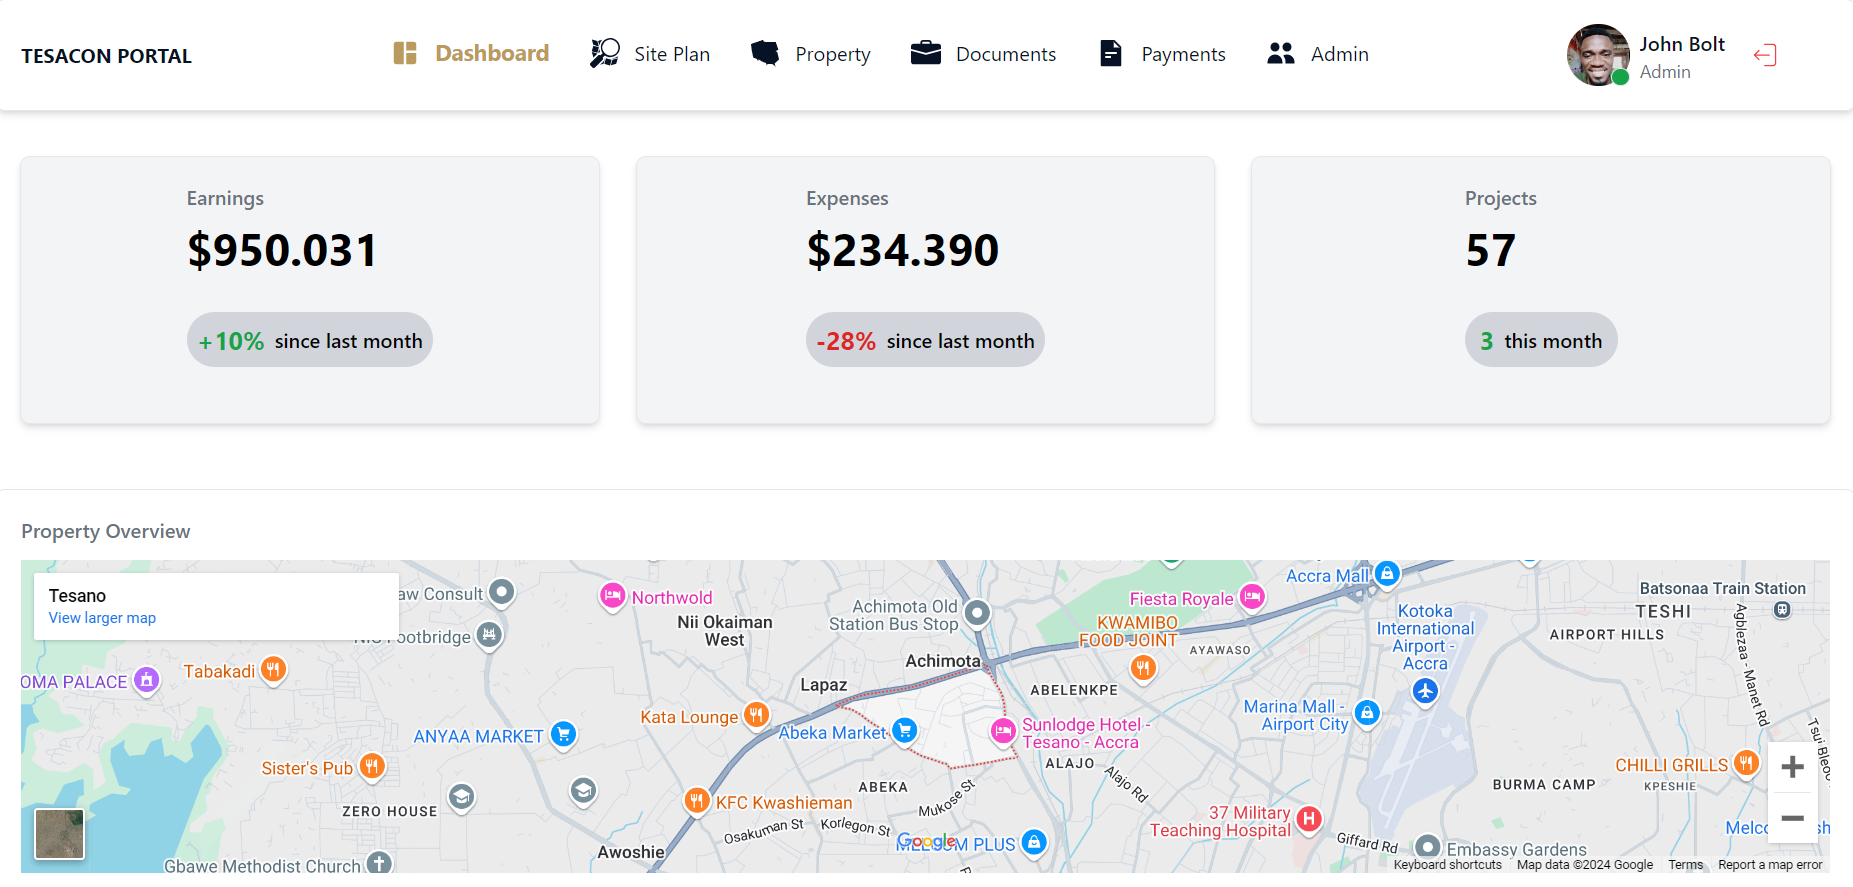 TESACON PORTAL
Dashboard
Site Plan
Property
Documents
Payments
Admin
John Bolt
Admin
Earnings
$950.031
+10% since last month
Expenses
$234.390
-28% since last month
Projects
57
3 this month
Property Overview
Tesano
View larger map
aw Consult
Footbridge
OMA PALACE
Tabakadi
Northwold
Nii Okaiman
West
Achimota Old
Station Bus Stop
Achimota
Lapaz
Kata Lounge
Abeka Market
ANYAA MARKET
Sister's Pub
ZERO HOUSE
KFC Kwashieman
Osakuman St
Korlegon St
Mukose St
Awoshie
Gbawe Methodist Church
ABEKA
Google
PLUS
Accra Mall
Fiesta Royale
KWAMIBO
FOOD JOINT
AYAWASO
ABELENKPE
Sunlodge Hotel -
Tesano - Accra
ALAJO
Alajo Rd
Kotoka
International
Airport -
Accra
Marina Mall -
Airport City
37 Military
Teaching Hospital
Giffard Rd
Embassy Gardens
Batsonaa Train Station
TESHI
AIRPORT HILLS
Agblezaa - Manet Rd
Tsui Bleoo
CHILLI GRILLS
KPESHIE
BURMA CAMP
Melc
sh
Keyboard shortcuts
Map data ©2024 Google
Terms
Report a map error